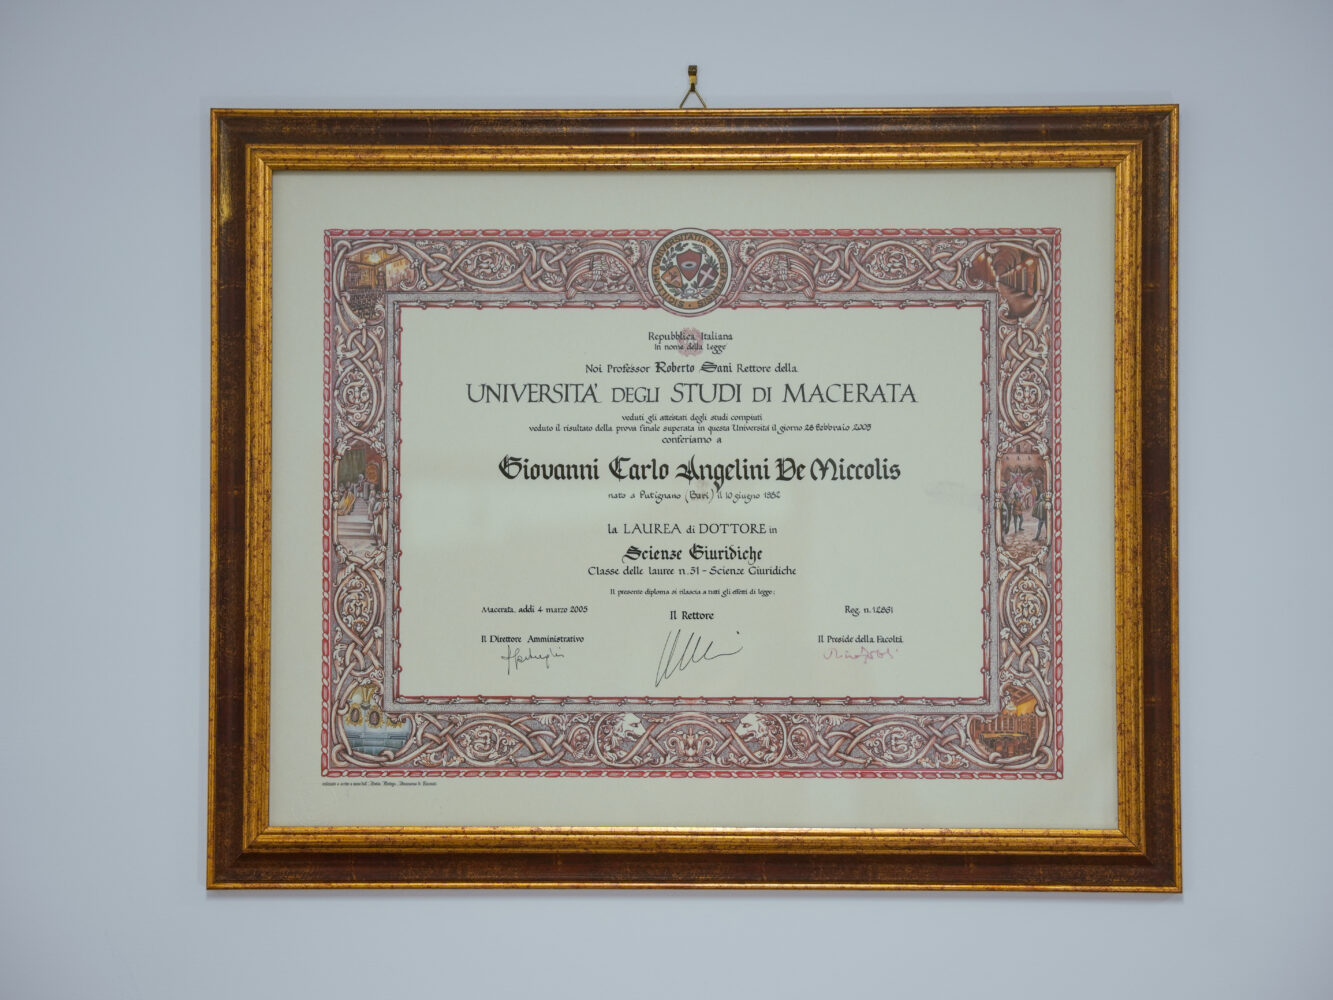 Repubblica Italiana
In nome della Legge
Noi Professor Roberto Sani Rettore della
UNIVERSITA' DEGLI STUDI DI MACERATA
veduti gli attestati degli studi compiuti
veduto il risultato della prova finale superata in questa Università il giorno 28 febbraio 2005
conferiamo a
Giovanni Carlo Angelini De Miccolis
nato a Putignano (Bari) il 10 giugno 1982
la LAUREA di DOTTORE in
Scienze Giuridiche
Classe delle lauree n. 31 - Scienze Giuridiche
Il presente diploma si rilascia a tutti gli effetti di legge.
Macerata, addì 4 marzo 2005
Il Rettore
Reg. n. 12861
Il Direttore Amministrativo
Il Preside della Facoltà